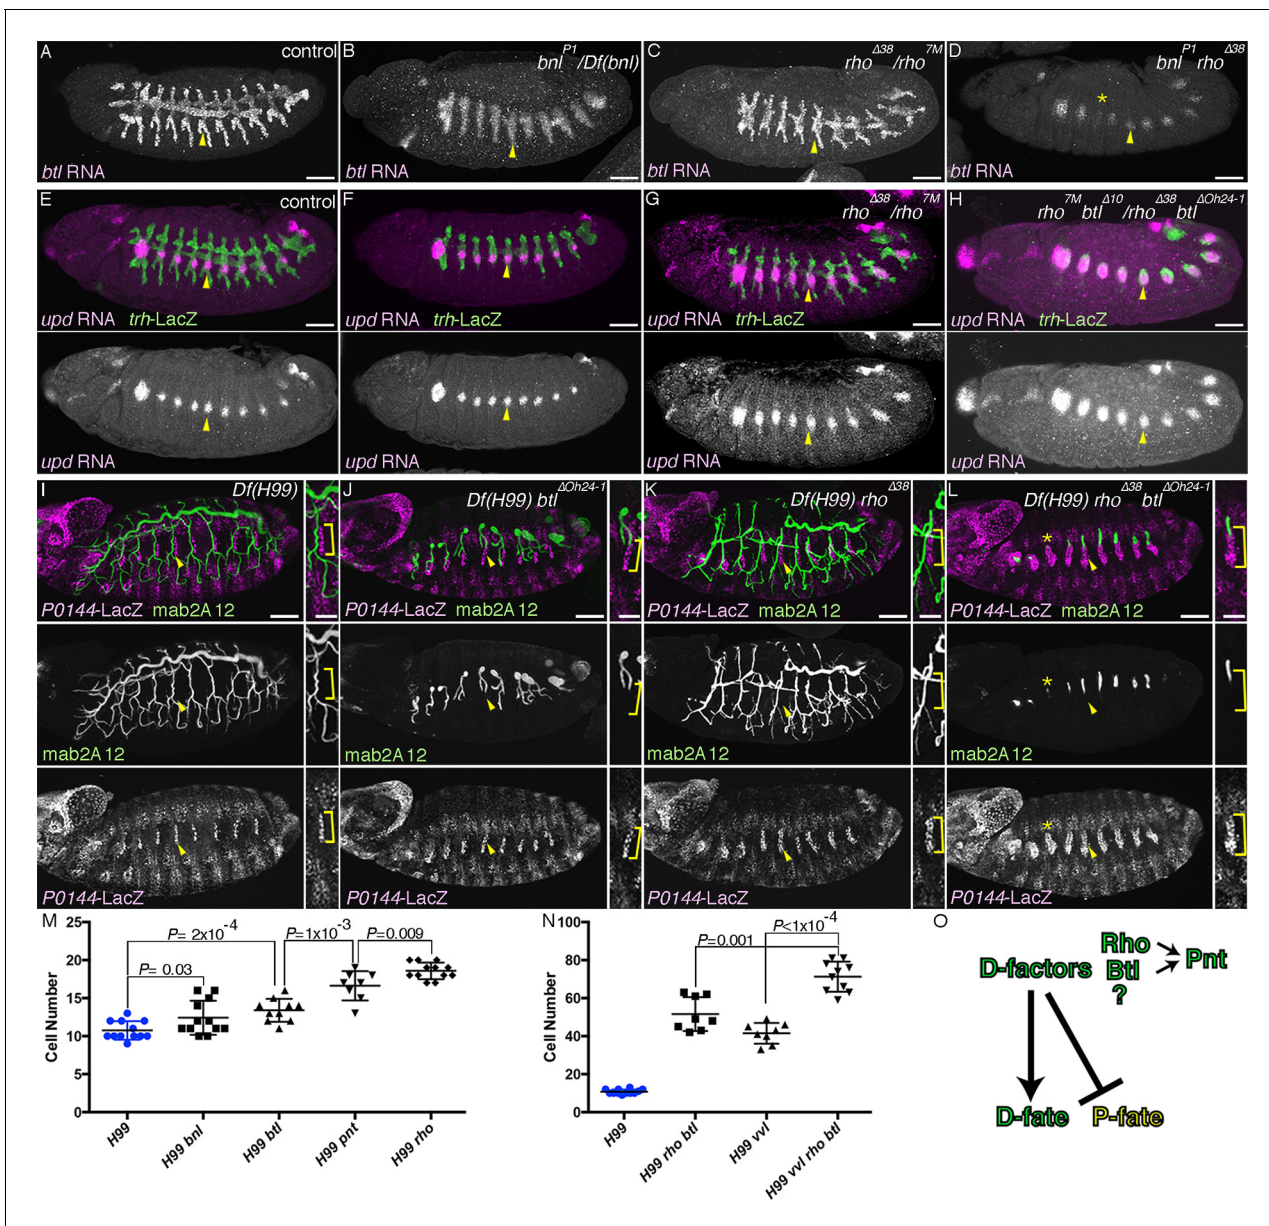 A
control
btl RNA
B
bnl P1 /Df(bnl)
btl RNA
C
rho Δ38 /rho 7M
btl RNA
D
bnl P1 rho Δ38
*
btl RNA
E
control
upd RNA trh-LacZ
F
upd RNA trh-LacZ
G
rho Δ38 /rho 7M
upd RNA trh-LacZ
H
rho 7M btl Δ10 /rho Δ38 btl ΔOh24-1
upd RNA trh-LacZ
upd RNA
upd RNA
upd RNA
upd RNA
I
Df(H99)
P0144-LacZ mab2A12
J
Df(H99) btl ΔOh24-1
P0144-LacZ mab2A12
K
Df(H99) rho Δ38
P0144-LacZ mab2A12
L
Df(H99) rho Δ38 btl ΔOh24-1
*
P0144-LacZ mab2A12
mab2A12
mab2A12
mab2A12
*
mab2A12
P0144-LacZ
P0144-LacZ
P0144-LacZ
*
P0144-LacZ
M
25
20
15
10
5
0
Cell Number
P= 2x10-4
P=1x10-3
P=0.009
P= 0.03
H99
H99 bnl
H99 btl
H99 pnt
H99 rho
N
100
80
60
40
20
0
Cell Number
P<1x10-4
P=0.001
H99
H99 rho btl
H99 vvl
H99 vvl rho btl
O
D-factors
Rho
Btl
?
Pnt
D-fate
P-fate